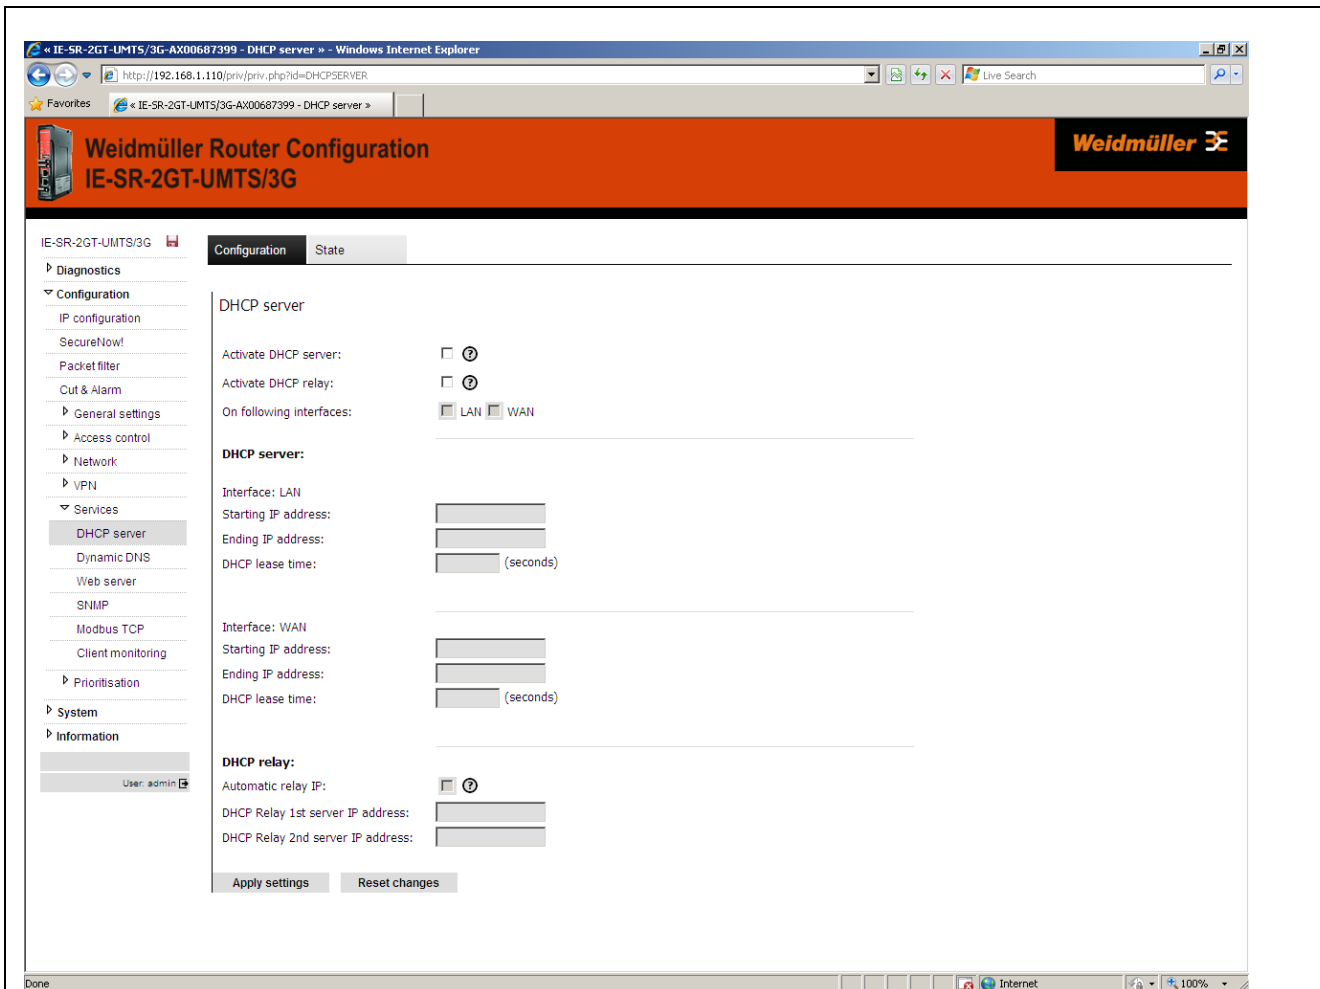 « IE-SR-2GT-UMTS/3G-AX00687399 - DHCP server » - Windows Internet Explorer
http://192.168.1.110/priv/priv.php?id=DHCPSERVER
Live Search
Favorites
« IE-SR-2GT-UMTS/3G-AX00687399 - DHCP server »
Weidmüller Router Configuration
IE-SR-2GT-UMTS/3G
Weidmüller
IE-SR-2GT-UMTS/3G
Diagnostics
Configuration
IP configuration
SecureNow!
Packet filter
Cut & Alarm
General settings
Access control
Network
VPN
Services
DHCP server
Dynamic DNS
Web server
SNMP
Modbus TCP
Client monitoring
Prioritisation
System
Information
User: admin
Configuration
State
DHCP server
Activate DHCP server:
Activate DHCP relay:
On following interfaces: LAN WAN
DHCP server:
Interface: LAN
Starting IP address:
Ending IP address:
DHCP lease time: (seconds)
Interface: WAN
Starting IP address:
Ending IP address:
DHCP lease time: (seconds)
DHCP relay:
Automatic relay IP:
DHCP Relay 1st server IP address:
DHCP Relay 2nd server IP address:
Apply settings
Reset changes
Done
Internet
100%